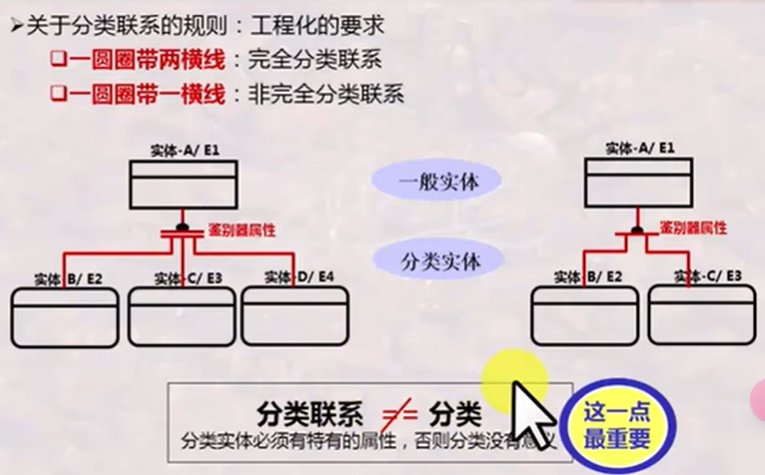 ➢关于分类联系的规则：工程化的要求
❑一圆圈带两横线：完全分类联系
❑一圆圈带一横线：非完全分类联系
实体-A/ E1
实体-A/ E1
一般实体
鉴别器属性
鉴别器属性
分类实体
实体-B/ E2
实体-C/ E3
实体-D/ E4
实体-B/ E2
实体-C/ E3
分类联系 ≠ 分类
分类实体必须有特有的属性，否则分类没有意义
这一点
最重要